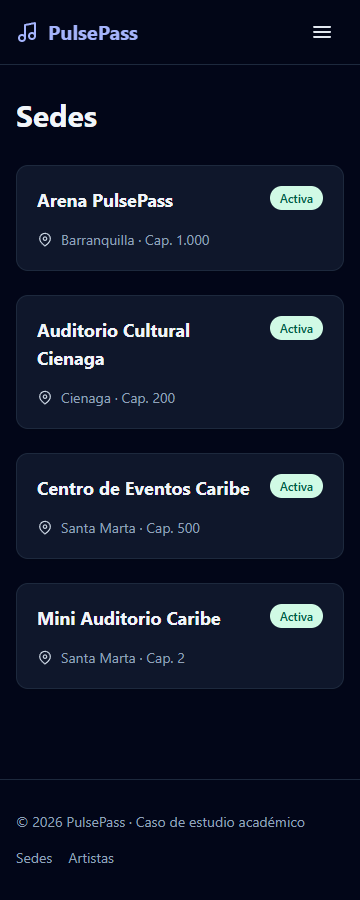 PulsePass
Sedes
Arena PulsePass
Activa
Barranquilla · Cap. 1.000
Auditorio Cultural
Cienaga
Activa
Cienaga · Cap. 200
Centro de Eventos Caribe
Activa
Santa Marta · Cap. 500
Mini Auditorio Caribe
Activa
Santa Marta · Cap. 2
© 2026 PulsePass · Caso de estudio académico
Sedes Artistas